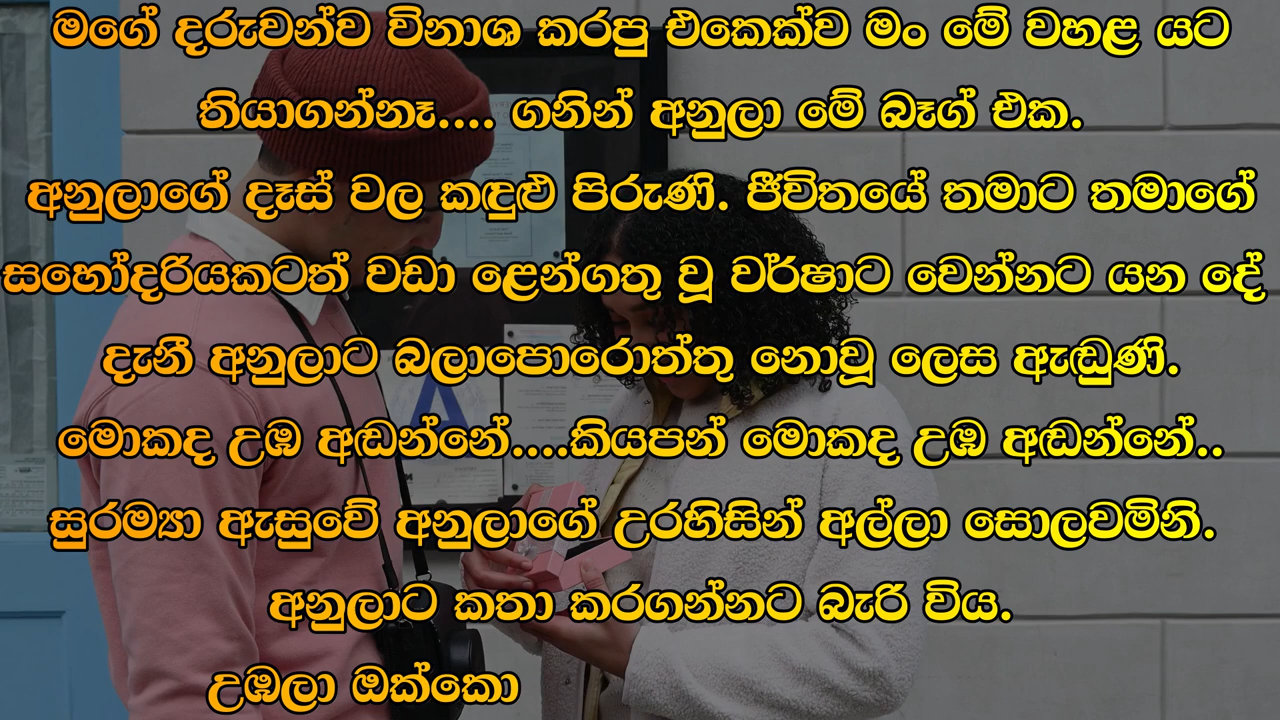 මගේ දරුවන්ව විනාශ කරපු එකෙක්ව මං මේ වහළ යට
තියාගන්නෑ.... ගනින් අනුලා මේ බෑග් එක.
අනුලාගේ දෑස් වල කඳුළු පිරුණි. ජීවිතයේ තමාට තමාගේ
සහෝදරියකටත් වඩා ළෙන්ගතු වූ වර්ෂාට වෙන්නට යන දේ
දැනී අනුලාට බලාපොරොත්තු නොවූ ලෙස ඇඬුණි.
මොකද උඹ අඬන්නේ....කියපන් මොකද උඹ අඬන්නේ..
සුරම්‍යා ඇසුවේ අනුලාගේ උරහිසින් අල්ලා සොලවමිනි.
අනුලාට කතා කරගන්නට බැරි විය.
උඹලා ඔක්කො